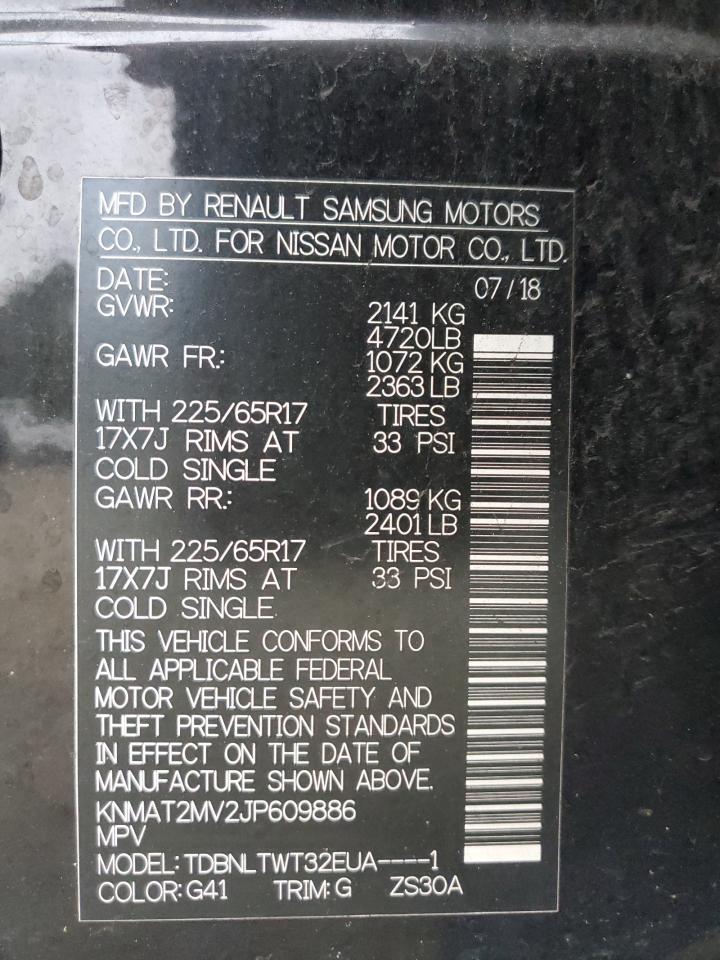 MFD BY RENAULT SAMSUNG MOTORS
CO., LTD. FOR NISSAN MOTOR CO., LTD.
DATE: 07/18
GVWR: 2141 KG
4720LB
GAWR FR.: 1072 KG
2363 LB
WITH 225/65R17 TIRES
17X7J RIMS AT 33 PSI
COLD SINGLE
GAWR RR.: 1089 KG
2401 LB
WITH 225/65R17 TIRES
17X7J RIMS AT 33 PSI
COLD SINGLE
THIS VEHICLE CONFORMS TO
ALL APPLICABLE FEDERAL
MOTOR VEHICLE SAFETY AND
THEFT PREVENTION STANDARDS
IN EFFECT ON THE DATE OF
MANUFACTURE SHOWN ABOVE.
KNMAT2MV2JP609886
MPV
MODEL: TDBNLTWT32EUA----1
COLOR: G41 TRIM: G ZS30A